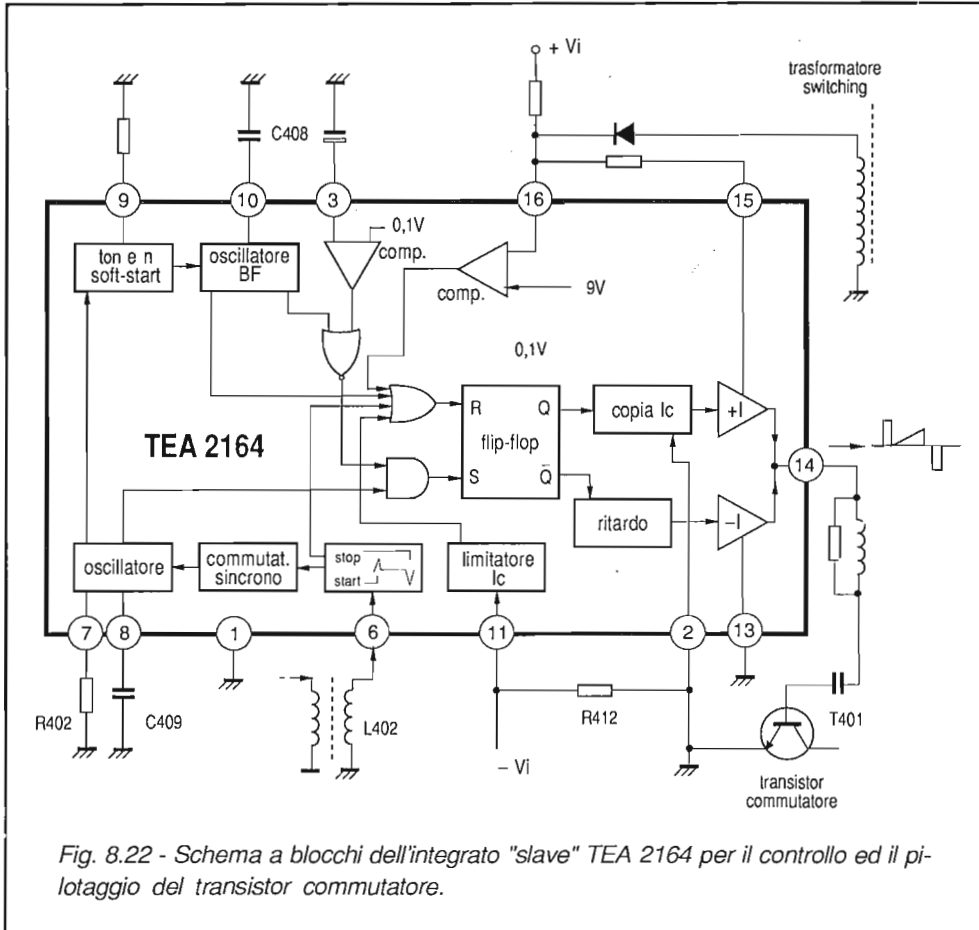 + Vi
trasformatore
switching
C408
9
10
3
16
15
ton e n
soft-start
oscillatore
BF
0,1V
comp.
comp.
9V
0,1V
TEA 2164
R
Q
flip-flop
S
Q̄
copia Ic
+I
14
ritardo
−I
oscillatore
commutat.
sincrono
stop
start
limitatore
Ic
7
8
1
6
11
2
13
R402
C409
L402
R412
− Vi
T401
transistor
commutatore
Fig. 8.22 - Schema a blocchi dell'integrato "slave" TEA 2164 per il controllo ed il pi-
lotaggio del transistor commutatore.